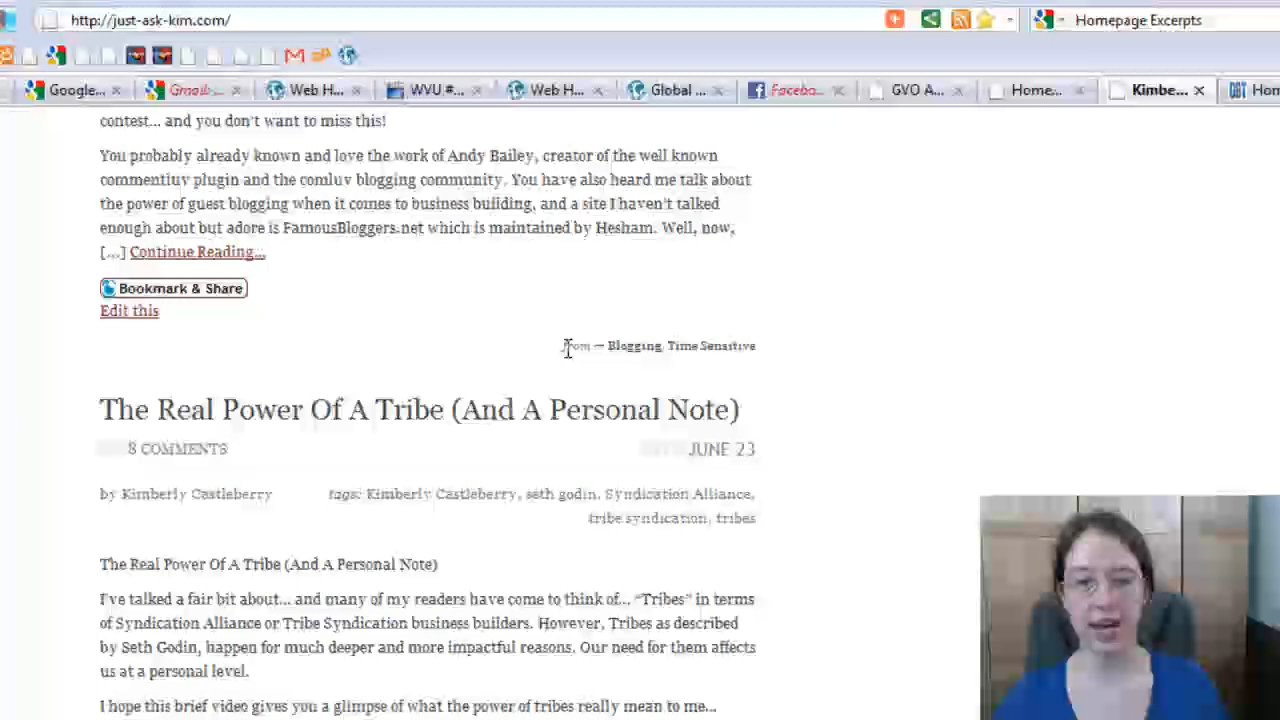 http://just-ask-kim.com/
Homepage Excerpts
Google...
Gmail
Web H...
WVU #...
Web H...
Global ...
Facebo...
GVO A...
Home...
Kimbe...
Hom
contest... and you don't want to miss this!
You probably already known and love the work of Andy Bailey, creator of the well known
commentluv plugin and the comluv blogging community. You have also heard me talk about
the power of guest blogging when it comes to business building, and a site I haven't talked
enough about but adore is FamousBloggers.net which is maintained by Hesham. Well, now,
[...] Continue Reading...
Bookmark & Share
Edit this
from — Blogging, Time Sensitive
The Real Power Of A Tribe (And A Personal Note)
8 COMMENTS
JUNE 23
by Kimberly Castleberry
tags: Kimberly Castleberry, seth godin, Syndication Alliance,
tribe syndication, tribes
The Real Power Of A Tribe (And A Personal Note)
I've talked a fair bit about... and many of my readers have come to think of... "Tribes" in terms
of Syndication Alliance or Tribe Syndication business builders. However, Tribes as described
by Seth Godin, happen for much deeper and more impactful reasons. Our need for them affects
us at a personal level.
I hope this brief video gives you a glimpse of what the power of tribes really mean to me...